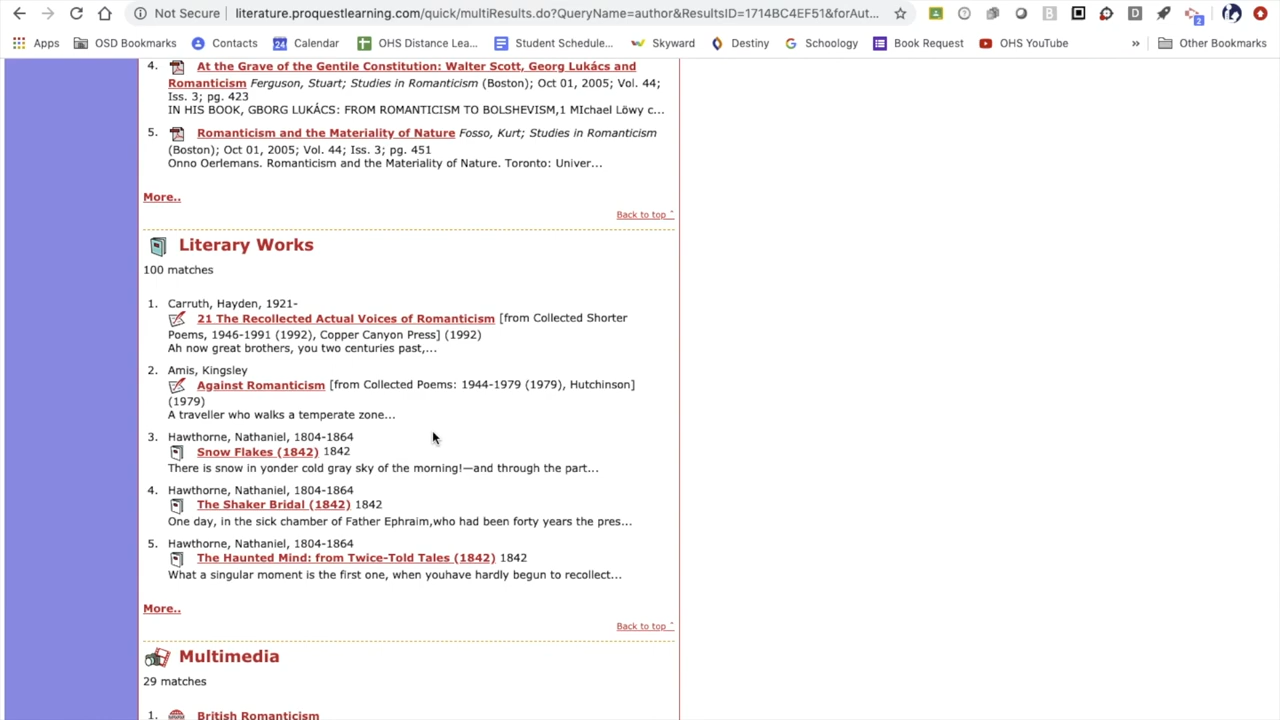 Not Secure | literature.proquestlearning.com/quick/multiResults.do?QueryName=author&ResultsID=1714BC4EF51&forAut...
Apps OSD Bookmarks Contacts 24 Calendar OHS Distance Lea... Student Schedule... Skyward Destiny Schoology Book Request OHS YouTube » Other Bookmarks
4. At the Grave of the Gentile Constitution: Walter Scott, Georg Lukács and
Romanticism Ferguson, Stuart; Studies in Romanticism (Boston); Oct 01, 2005; Vol. 44;
Iss. 3; pg. 423
IN HIS BOOK, GBORG LUKÁCS: FROM ROMANTICISM TO BOLSHEVISM,1 MIchael Löwy c...
5. Romanticism and the Materiality of Nature Fosso, Kurt; Studies in Romanticism
(Boston); Oct 01, 2005; Vol. 44; Iss. 3; pg. 451
Onno Oerlemans. Romanticism and the Materiality of Nature. Toronto: Univer...
More..
Back to top ^
Literary Works
100 matches
1. Carruth, Hayden, 1921-
21 The Recollected Actual Voices of Romanticism [from Collected Shorter
Poems, 1946-1991 (1992), Copper Canyon Press] (1992)
Ah now great brothers, you two centuries past,...
2. Amis, Kingsley
Against Romanticism [from Collected Poems: 1944-1979 (1979), Hutchinson]
(1979)
A traveller who walks a temperate zone...
3. Hawthorne, Nathaniel, 1804-1864
Snow Flakes (1842) 1842
There is snow in yonder cold gray sky of the morning!—and through the part...
4. Hawthorne, Nathaniel, 1804-1864
The Shaker Bridal (1842) 1842
One day, in the sick chamber of Father Ephraim,who had been forty years the pres...
5. Hawthorne, Nathaniel, 1804-1864
The Haunted Mind: from Twice-Told Tales (1842) 1842
What a singular moment is the first one, when youhave hardly begun to recollect...
More..
Back to top ^
Multimedia
29 matches
1. British Romanticism